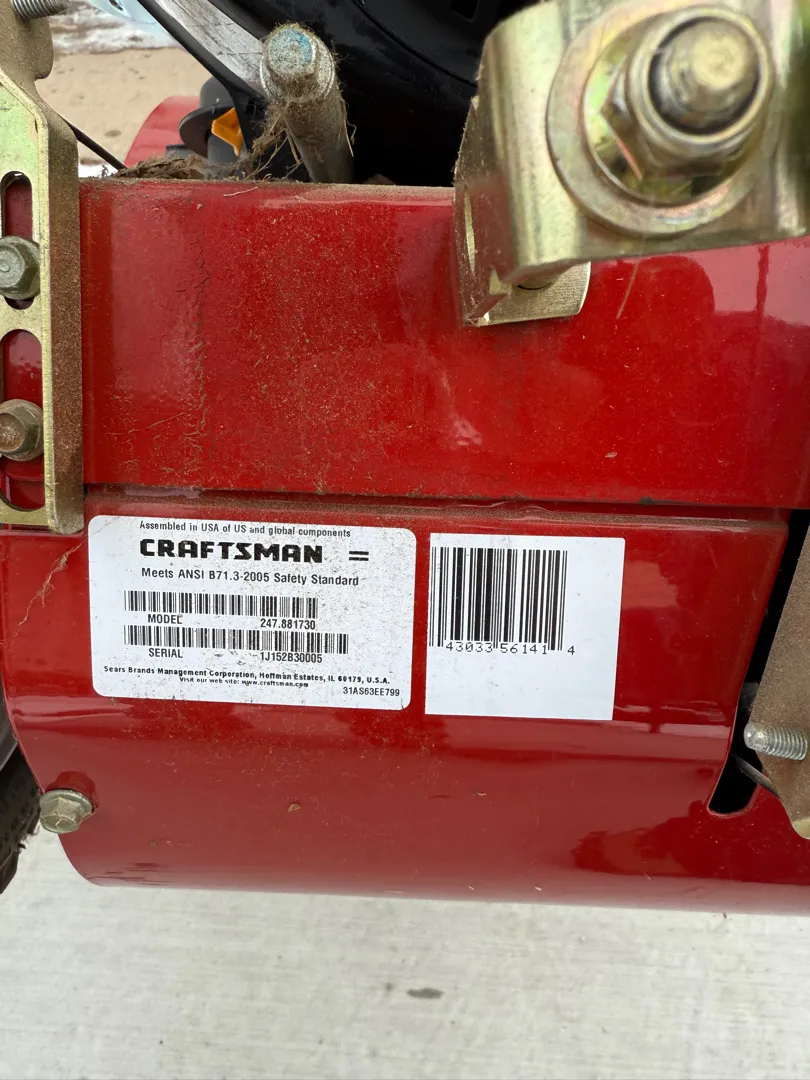 Assembled in USA of US and global components
CRAFTSMAN =
Meets ANSI B71.3-2005 Safety Standard
MODEL 247.881730
SERIAL 1J152B30005
Sears Brands Management Corporation, Hoffman Estates, IL 60179, U.S.A.
Visit our web site: www.craftsman.com
31AS63EE799
43033 56141 4